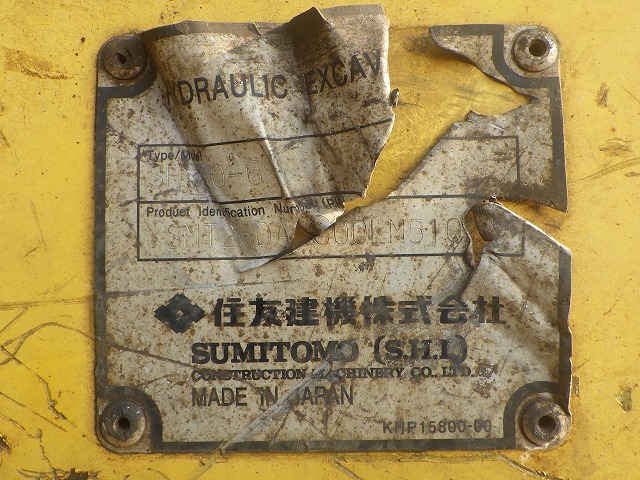 HYDRAULIC EXCAV
Type/M
Product Identification Number (PI
住友建機株式会社
SUMITOMO (S.H.I)
CONSTRUCTION MACHINERY CO., LTD.
MADE IN JAPAN
KHP15800-00